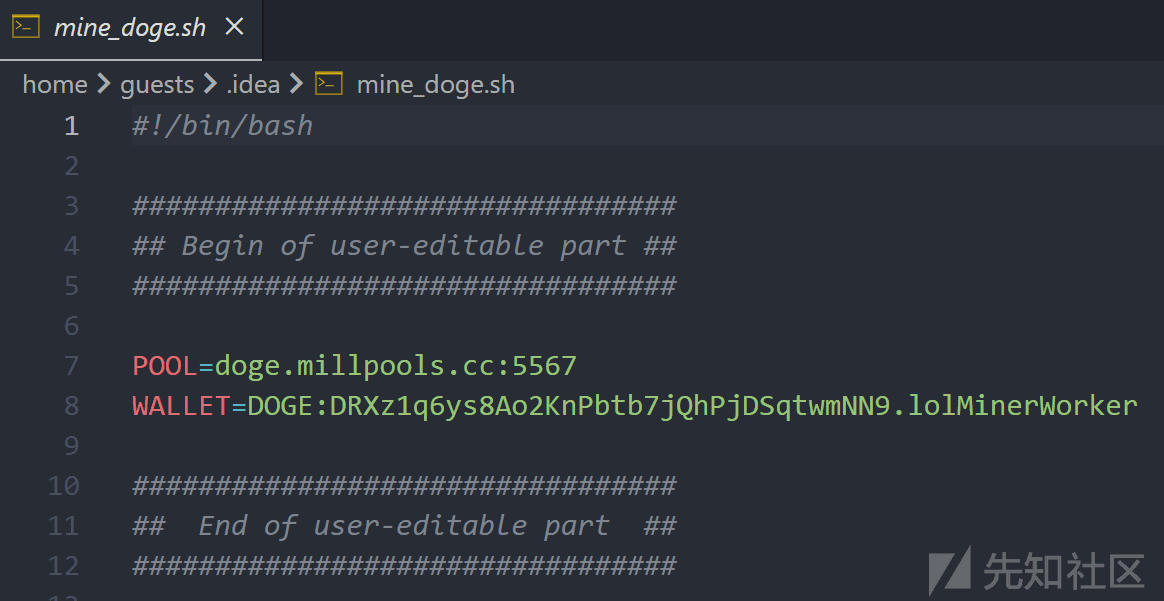 mine_doge.sh
home > guests > .idea > mine_doge.sh
1 #!/bin/bash
2
3 #################################
4 ## Begin of user-editable part ##
5 #################################
6
7 POOL=doge.millpools.cc:5567
8 WALLET=DOGE:DRXz1q6ys8Ao2KnPbtb7jQhPjDSqtwmNN9.lolMinerWorker
9
10 #################################
11 ##  End of user-editable part  ##
12 #################################
先知社区